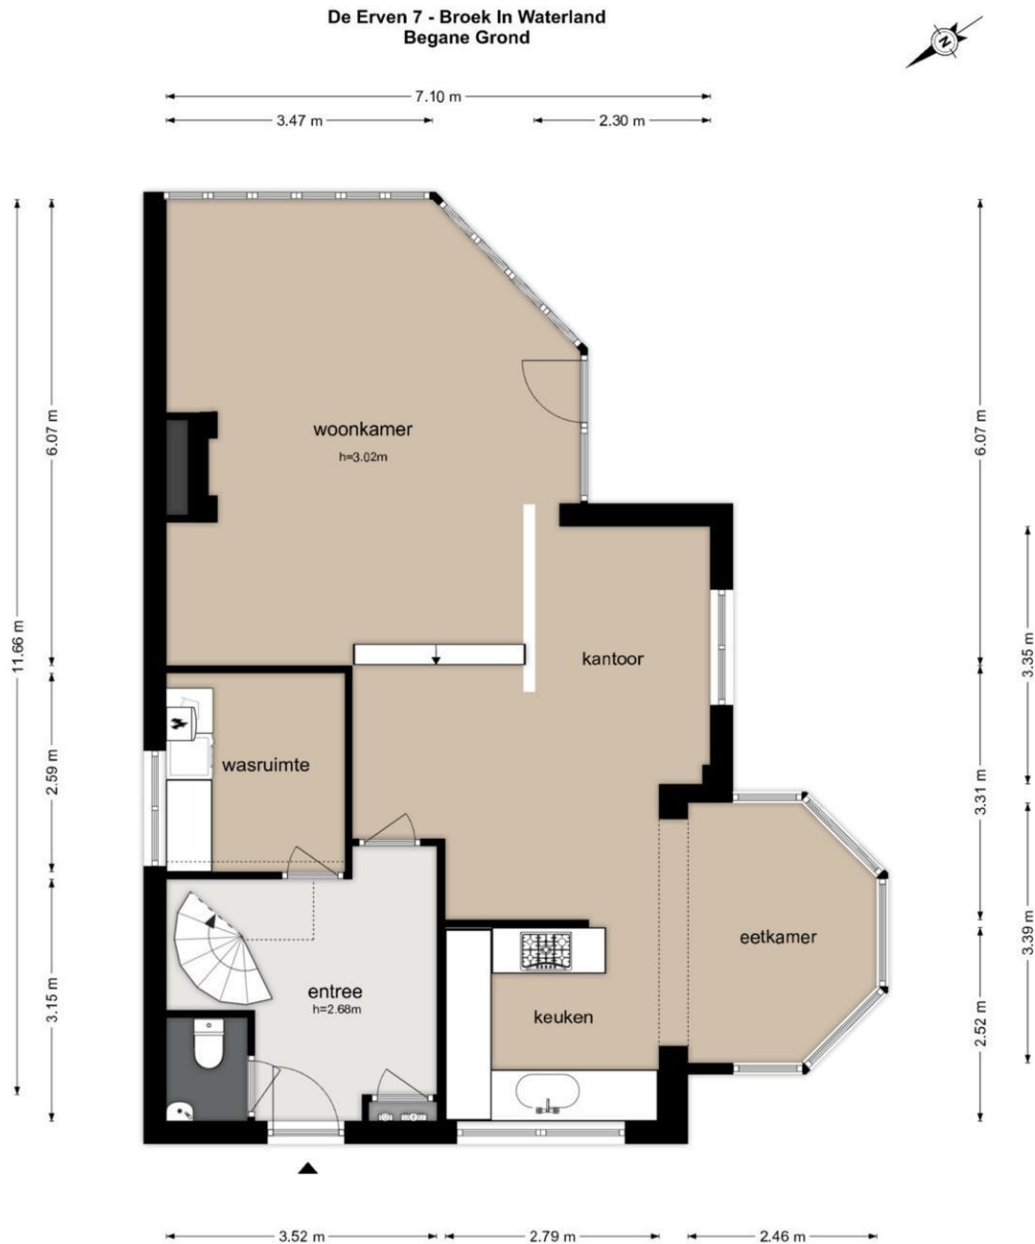 De Erven 7 - Broek In Waterland
Begane Grond
N
7.10 m
3.47 m
2.30 m
6.07 m
6.07 m
woonkamer
h=3.02m
11.66 m
3.35 m
kantoor
2.59 m
wasruimte
3.31 m
eetkamer
3.39 m
3.15 m
entree
h=2.68m
keuken
2.52 m
3.52 m
2.79 m
2.46 m